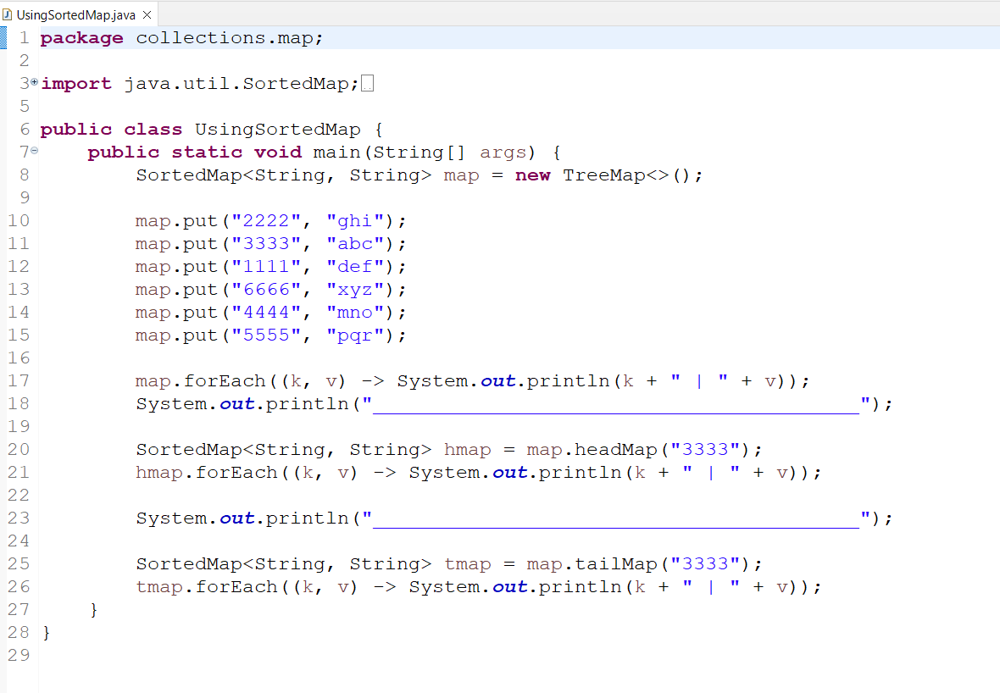 UsingSortedMap.java
1 package collections.map;
2
3 import java.util.SortedMap;
5
6 public class UsingSortedMap {
7     public static void main(String[] args) {
8         SortedMap<String, String> map = new TreeMap<>();
9
10         map.put("2222", "ghi");
11         map.put("3333", "abc");
12         map.put("1111", "def");
13         map.put("6666", "xyz");
14         map.put("4444", "mno");
15         map.put("5555", "pqr");
16
17         map.forEach((k, v) -> System.out.println(k + " | " + v));
18         System.out.println("_________________________________________");
19
20         SortedMap<String, String> hmap = map.headMap("3333");
21         hmap.forEach((k, v) -> System.out.println(k + " | " + v));
22
23         System.out.println("_________________________________________");
24
25         SortedMap<String, String> tmap = map.tailMap("3333");
26         tmap.forEach((k, v) -> System.out.println(k + " | " + v));
27     }
28 }
29